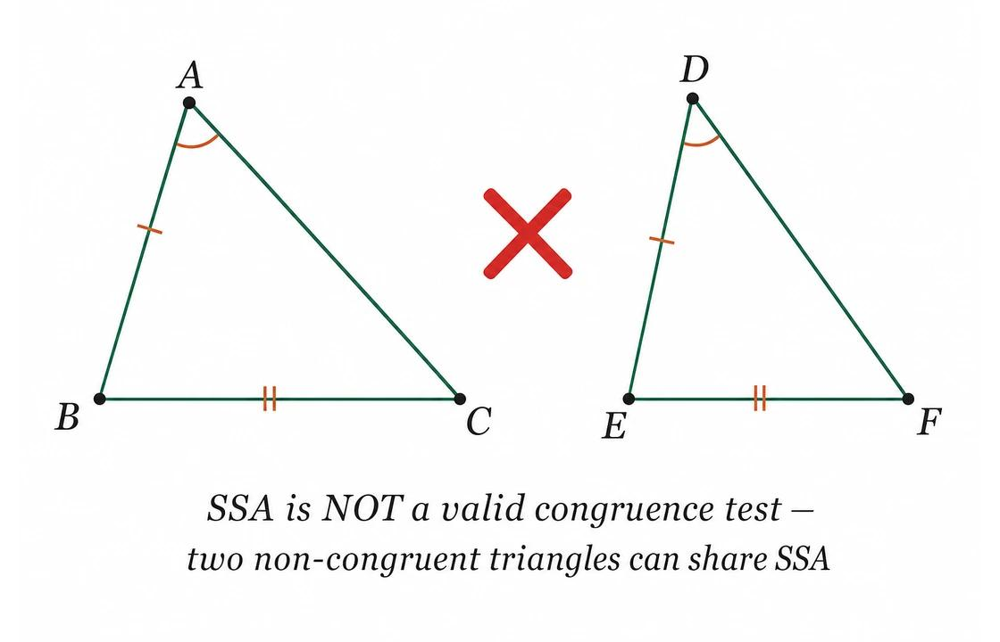 A
D
B
C
E
F
SSA is NOT a valid congruence test –
two non-congruent triangles can share SSA